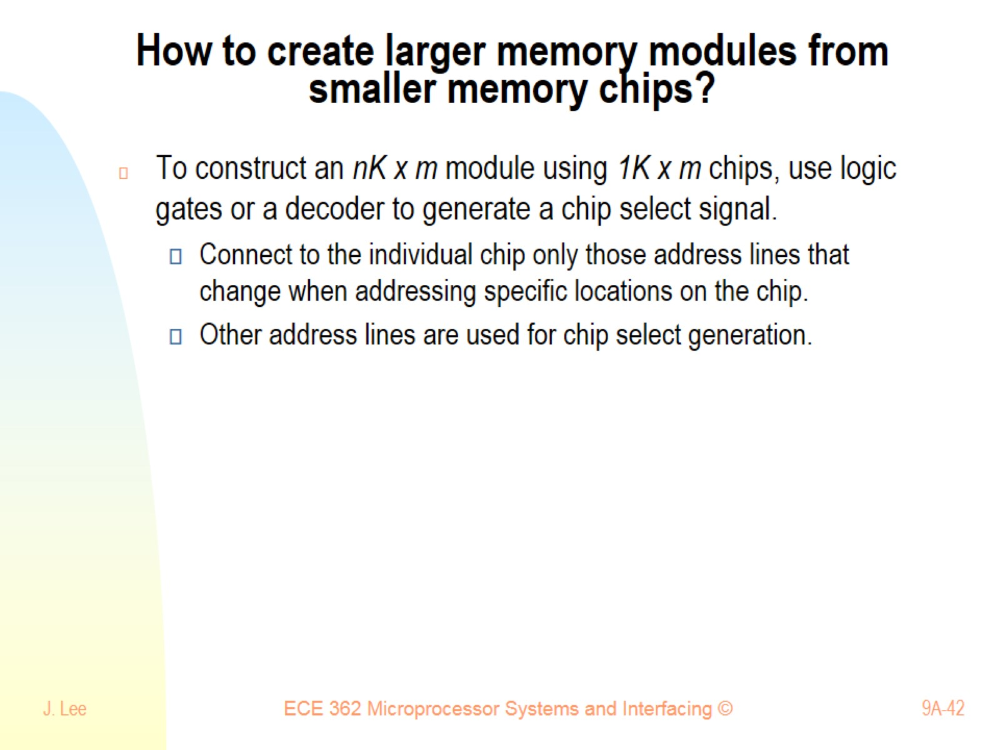 How to create larger memory modules from
smaller memory chips?
To construct an nK x m module using 1K x m chips, use logic
gates or a decoder to generate a chip select signal.
Connect to the individual chip only those address lines that
change when addressing specific locations on the chip.
Other address lines are used for chip select generation.
J. Lee
ECE 362 Microprocessor Systems and Interfacing ©
9A-42